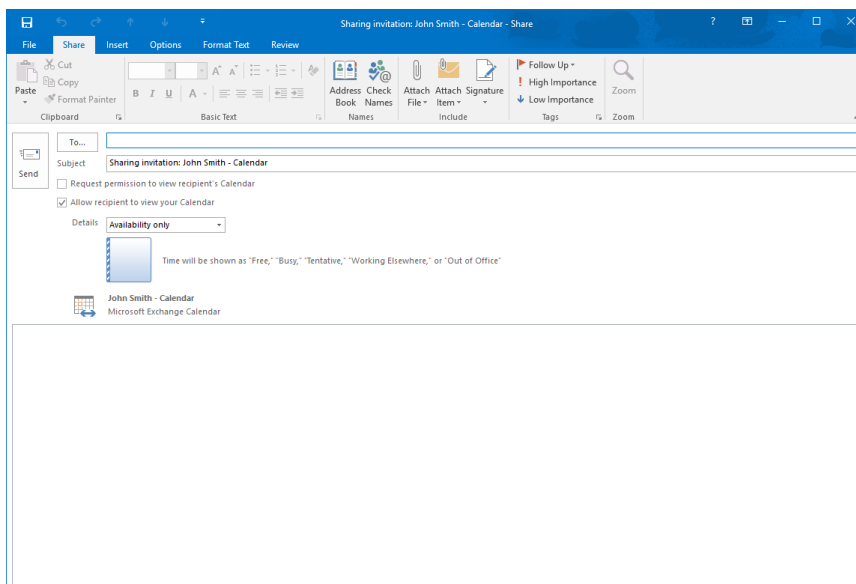 Sharing invitation: John Smith - Calendar - Share
?
File Share Insert Options Format Text Review
Paste
Cut
Copy
Format Painter
Clipboard
B I U A
Basic Text
Address Book
Check Names
Names
Attach File
Attach Item
Signature
Include
Follow Up
High Importance
Low Importance
Tags
Zoom
Zoom
Send
To...
Subject Sharing invitation: John Smith - Calendar
Request permission to view recipient's Calendar
Allow recipient to view your Calendar
Details Availability only
Time will be shown as "Free," "Busy," "Tentative," "Working Elsewhere," or "Out of Office"
John Smith - Calendar
Microsoft Exchange Calendar